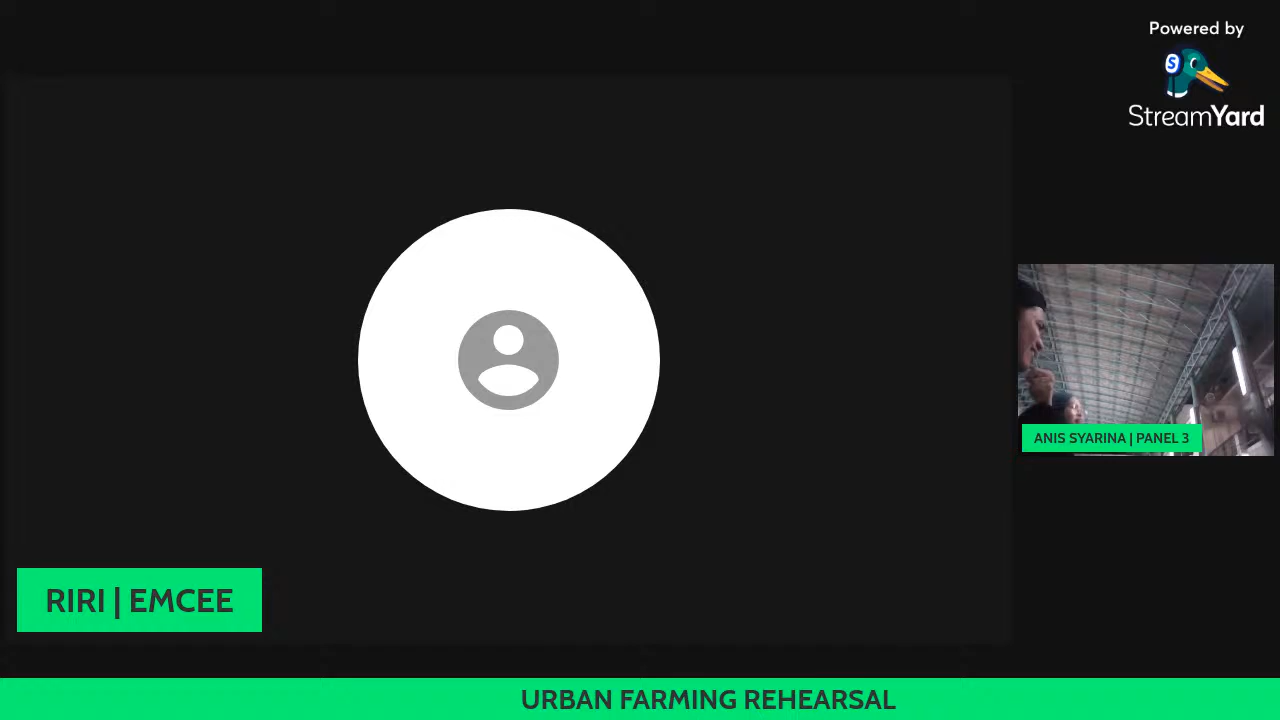 Powered by
S
StreamYard
ANIS SYARINA | PANEL 3
RIRI | EMCEE
URBAN FARMING REHEARSAL